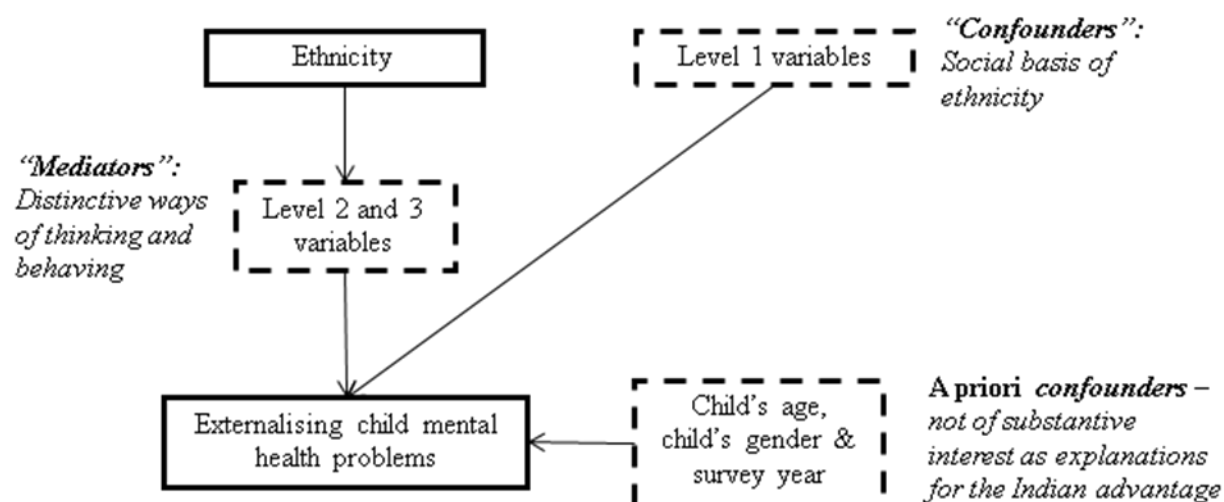 Ethnicity
Level 1 variables
“Confounders”:
Social basis of
ethnicity
“Mediators”:
Distinctive ways
of thinking and
behaving
Level 2 and 3
variables
Externalising child mental
health problems
Child’s age,
child’s gender &
survey year
A priori confounders –
not of substantive
interest as explanations
for the Indian advantage